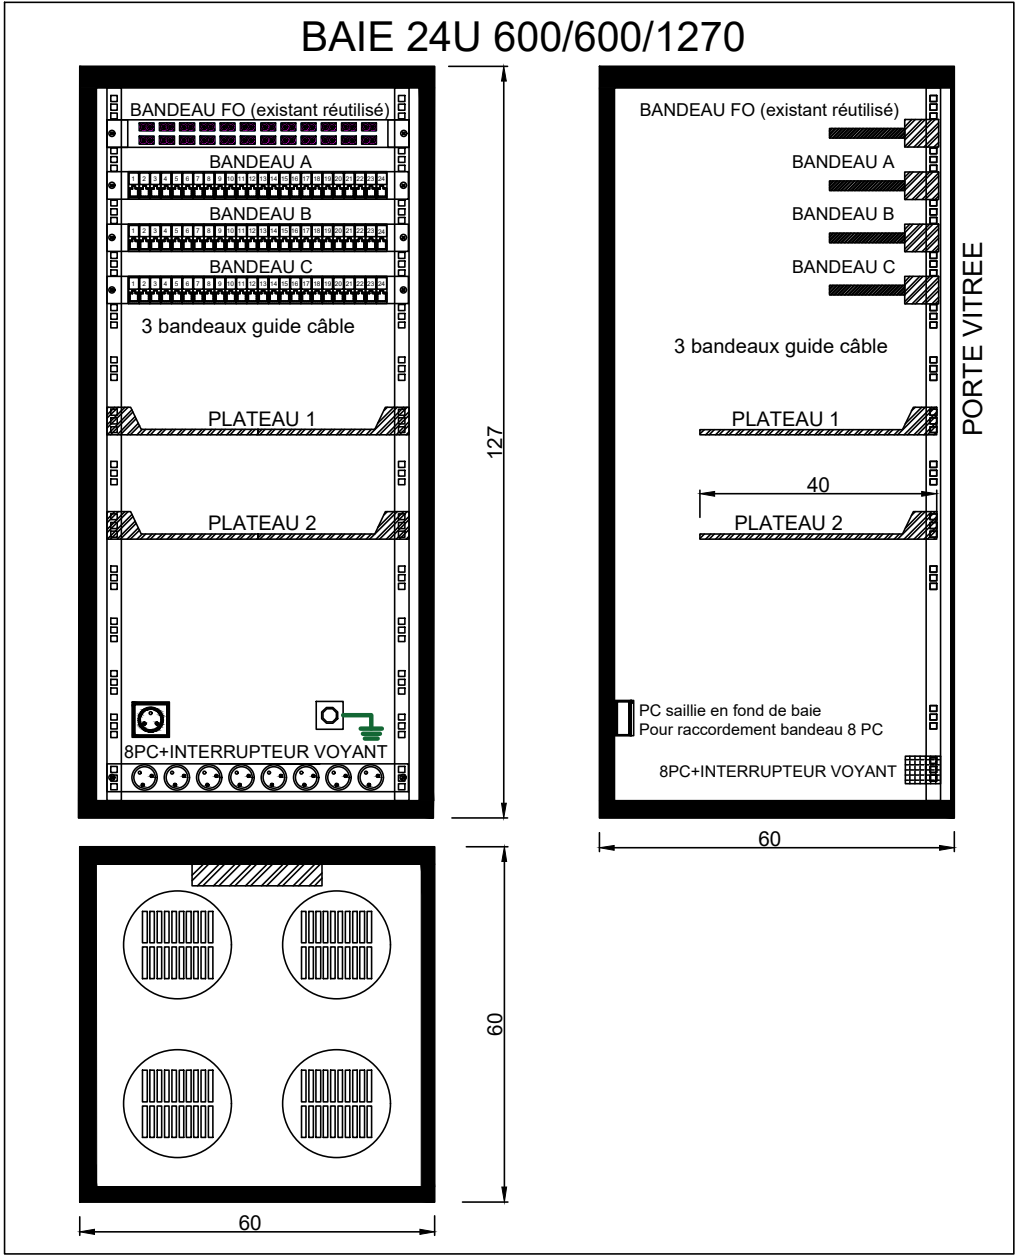 BAIE 24U 600/600/1270
BANDEAU FO (existant réutilisé)
BANDEAU A
1 2 3 4 5 6 7 8 9 10 11 12 13 14 15 16 17 18 19 20 21 22 23 24
BANDEAU B
1 2 3 4 5 6 7 8 9 10 11 12 13 14 15 16 17 18 19 20 21 22 23 24
BANDEAU C
1 2 3 4 5 6 7 8 9 10 11 12 13 14 15 16 17 18 19 20 21 22 23 24
3 bandeaux guide câble
PLATEAU 1
PLATEAU 2
8PC+INTERRUPTEUR VOYANT
127
BANDEAU FO (existant réutilisé)
BANDEAU A
BANDEAU B
BANDEAU C
3 bandeaux guide câble
PORTE VITREE
PLATEAU 1
40
PLATEAU 2
PC saillie en fond de baie
Pour raccordement bandeau 8 PC
8PC+INTERRUPTEUR VOYANT
60
60
60